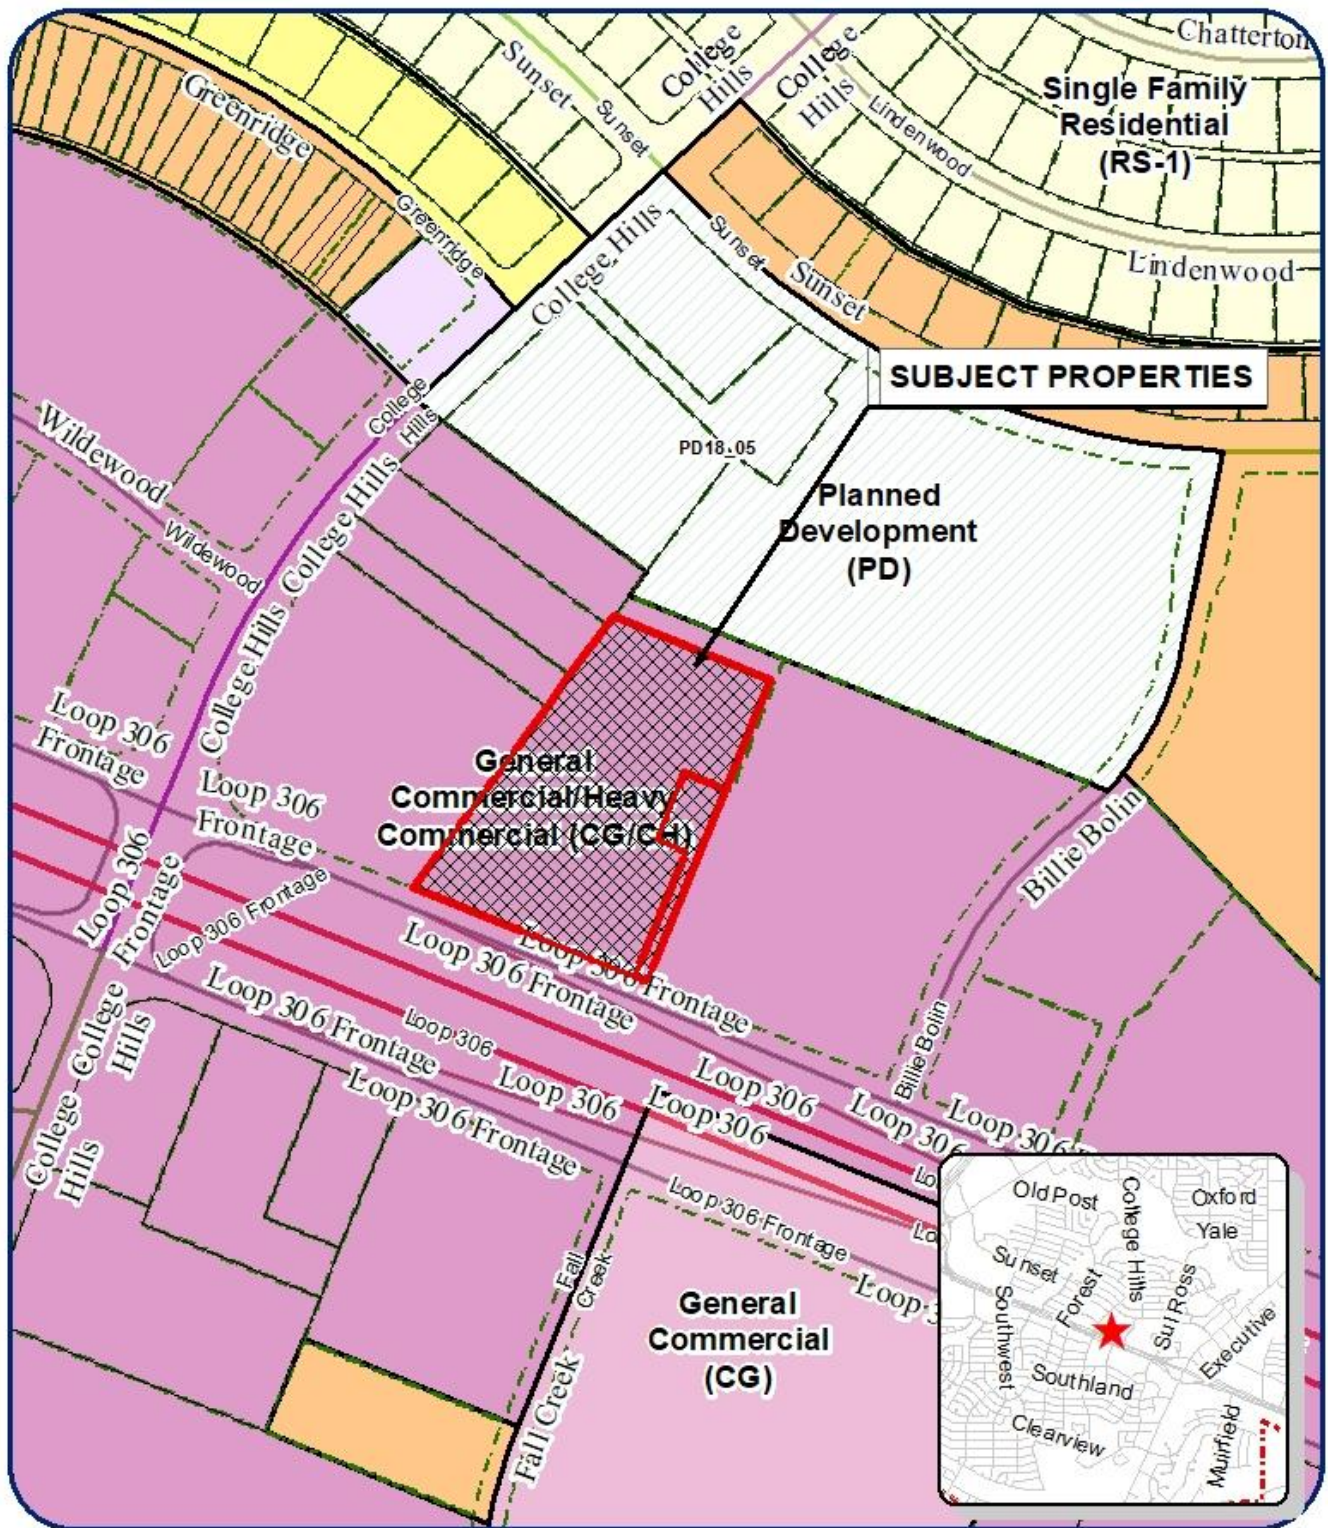 Chatterton
Sunset
College
Hills
College
Hills
Single Family
Residential
(RS-1)
Greenridge
Sunset
Lindenwood
Greenridge
College Hills
Sunset
Sunset
Lindenwood
SUBJECT PROPERTIES
College
Hills
Wildewood
PD18_05
Planned
Development
(PD)
Wildewood
College Hills
College Hills
Loop 306
Frontage
Loop 306
Frontage
General
Commercial/Heavy
Commercial (CG/CH)
Billie Bolin
Loop 306
Frontage
Loop 306 Frontage
Loop 306 Frontage
Loop 306 Frontage
Loop 306 Frontage
Loop 306
College
Hills
College
Hills
Loop 306 Frontage
Loop 306
Loop 306
Loop 306
Billie Bolin
Loop 306
Loop 306
Loop 306 Frontage
Fall
Creek
Fall Creek
General
Commercial
(CG)
Old Post
College Hills
Oxford
Yale
Sunset
Forest
Sul Ross
Southwest
Executive
Southland
Clearview
Muirfield